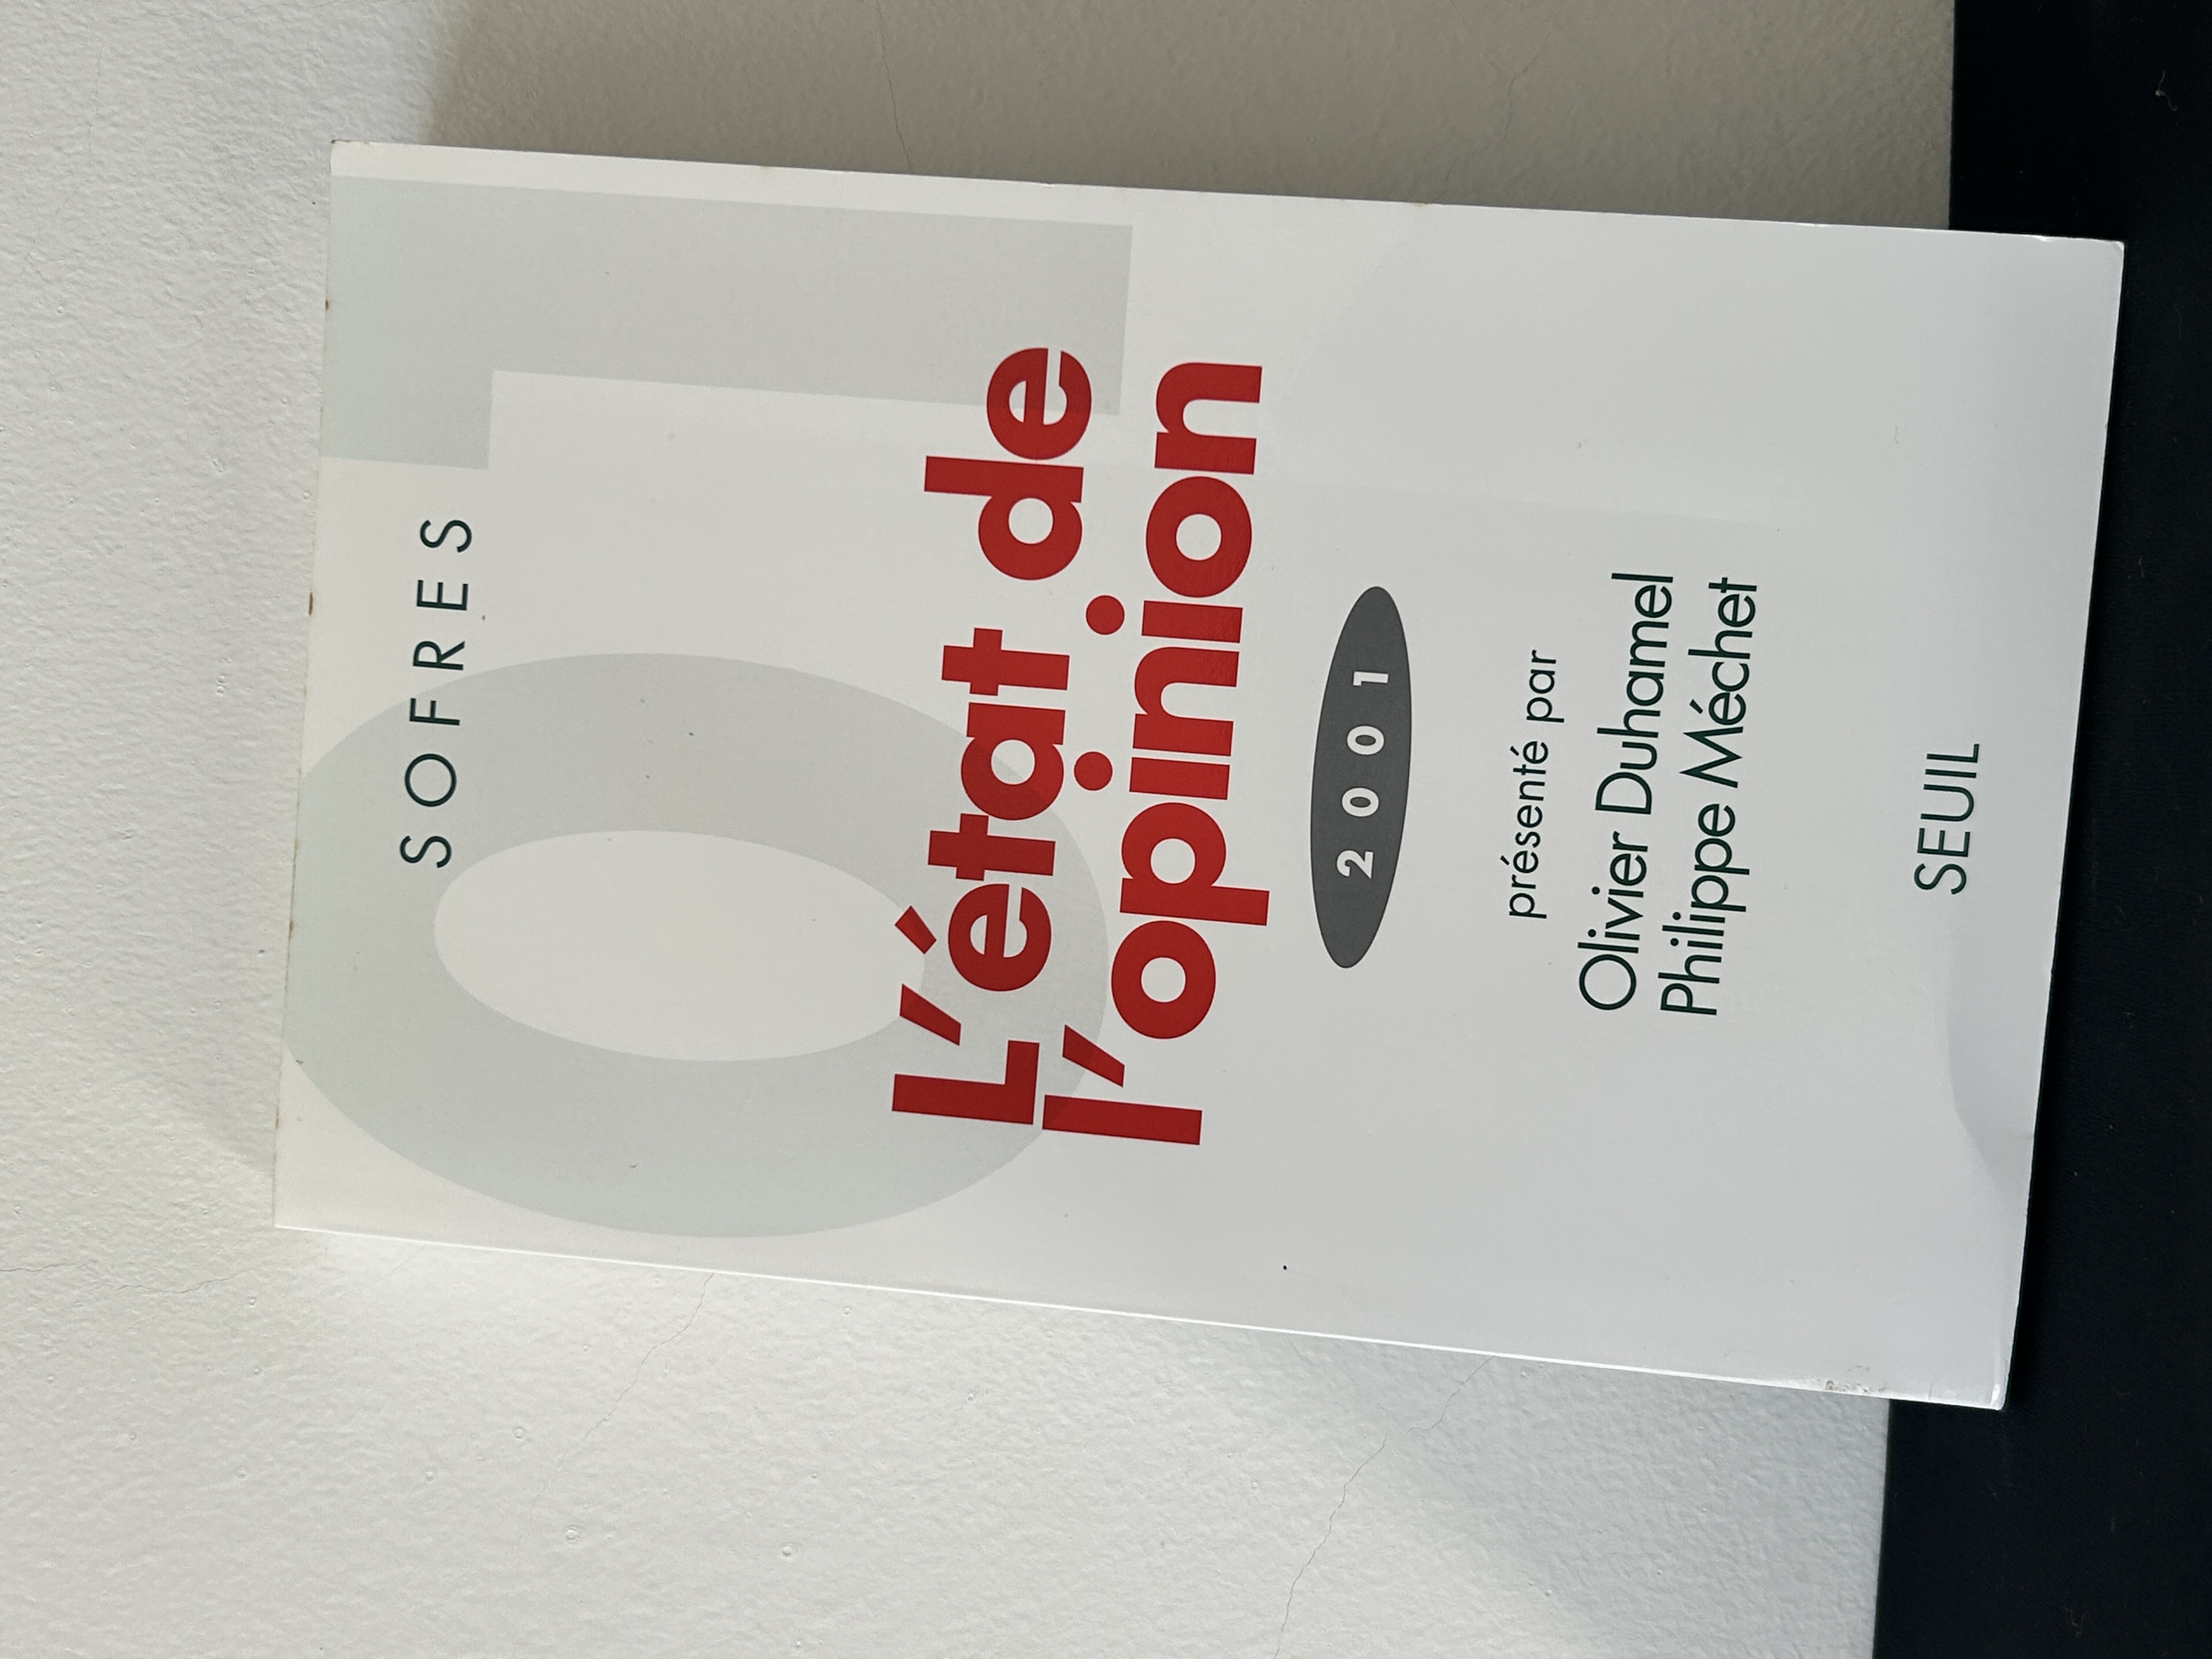 SOFRES
L'état de
l'opinion
2001
présenté par
Olivier Duhamel
Philippe Méchet
SEUIL